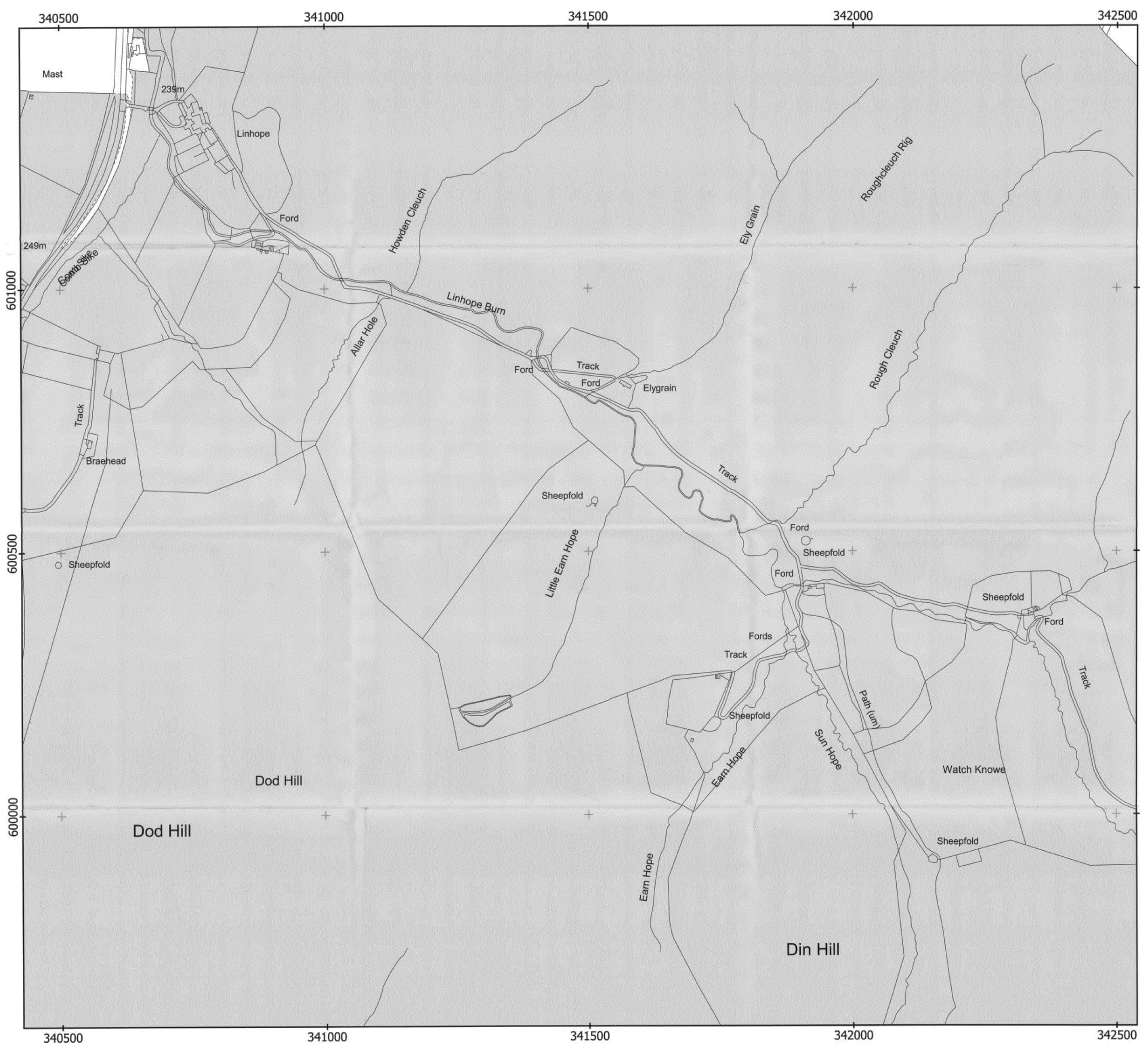 340500
341000
341500
342000
342500
Mast
239m
Linhope
Ford
Howden Cleuch
Ely Grain
Roughcleuch Rig
249m
Comb Sike
601000
Linhope Burn
Allar Hole
Rough Cleuch
Ford
Track
Ford
Elygrain
Track
Braehead
Track
Sheepfold
Ford
Sheepfold
600500
Sheepfold
Little Earn Hope
Ford
Sheepfold
Ford
Fords
Track
Track
Path (um)
Sheepfold
Sun Hope
Earn Hope
Watch Knowe
Dod Hill
600000
Dod Hill
Sheepfold
Earn Hope
Din Hill
340500
341000
341500
342000
342500